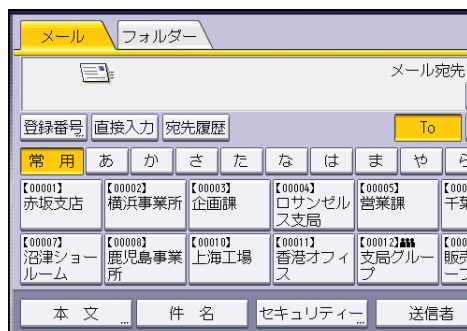 メール フォルダー
メール宛先
登録番号 直接入力 宛先履歴 To
常用 あ か さ た な は ま や
【00001】 【00002】 【00003】 【00004】 【00005】
赤坂支店 横浜事業所 企画課 ロサンゼル 営業課
ス支局
【00007】 【00008】 【00010】 【00011】 【00012】
沼津ショー 鹿児島事業 上海工場 香港オフィ 支局グルー
ルーム 所 ス プ
本文 件名 セキュリティー 送信者